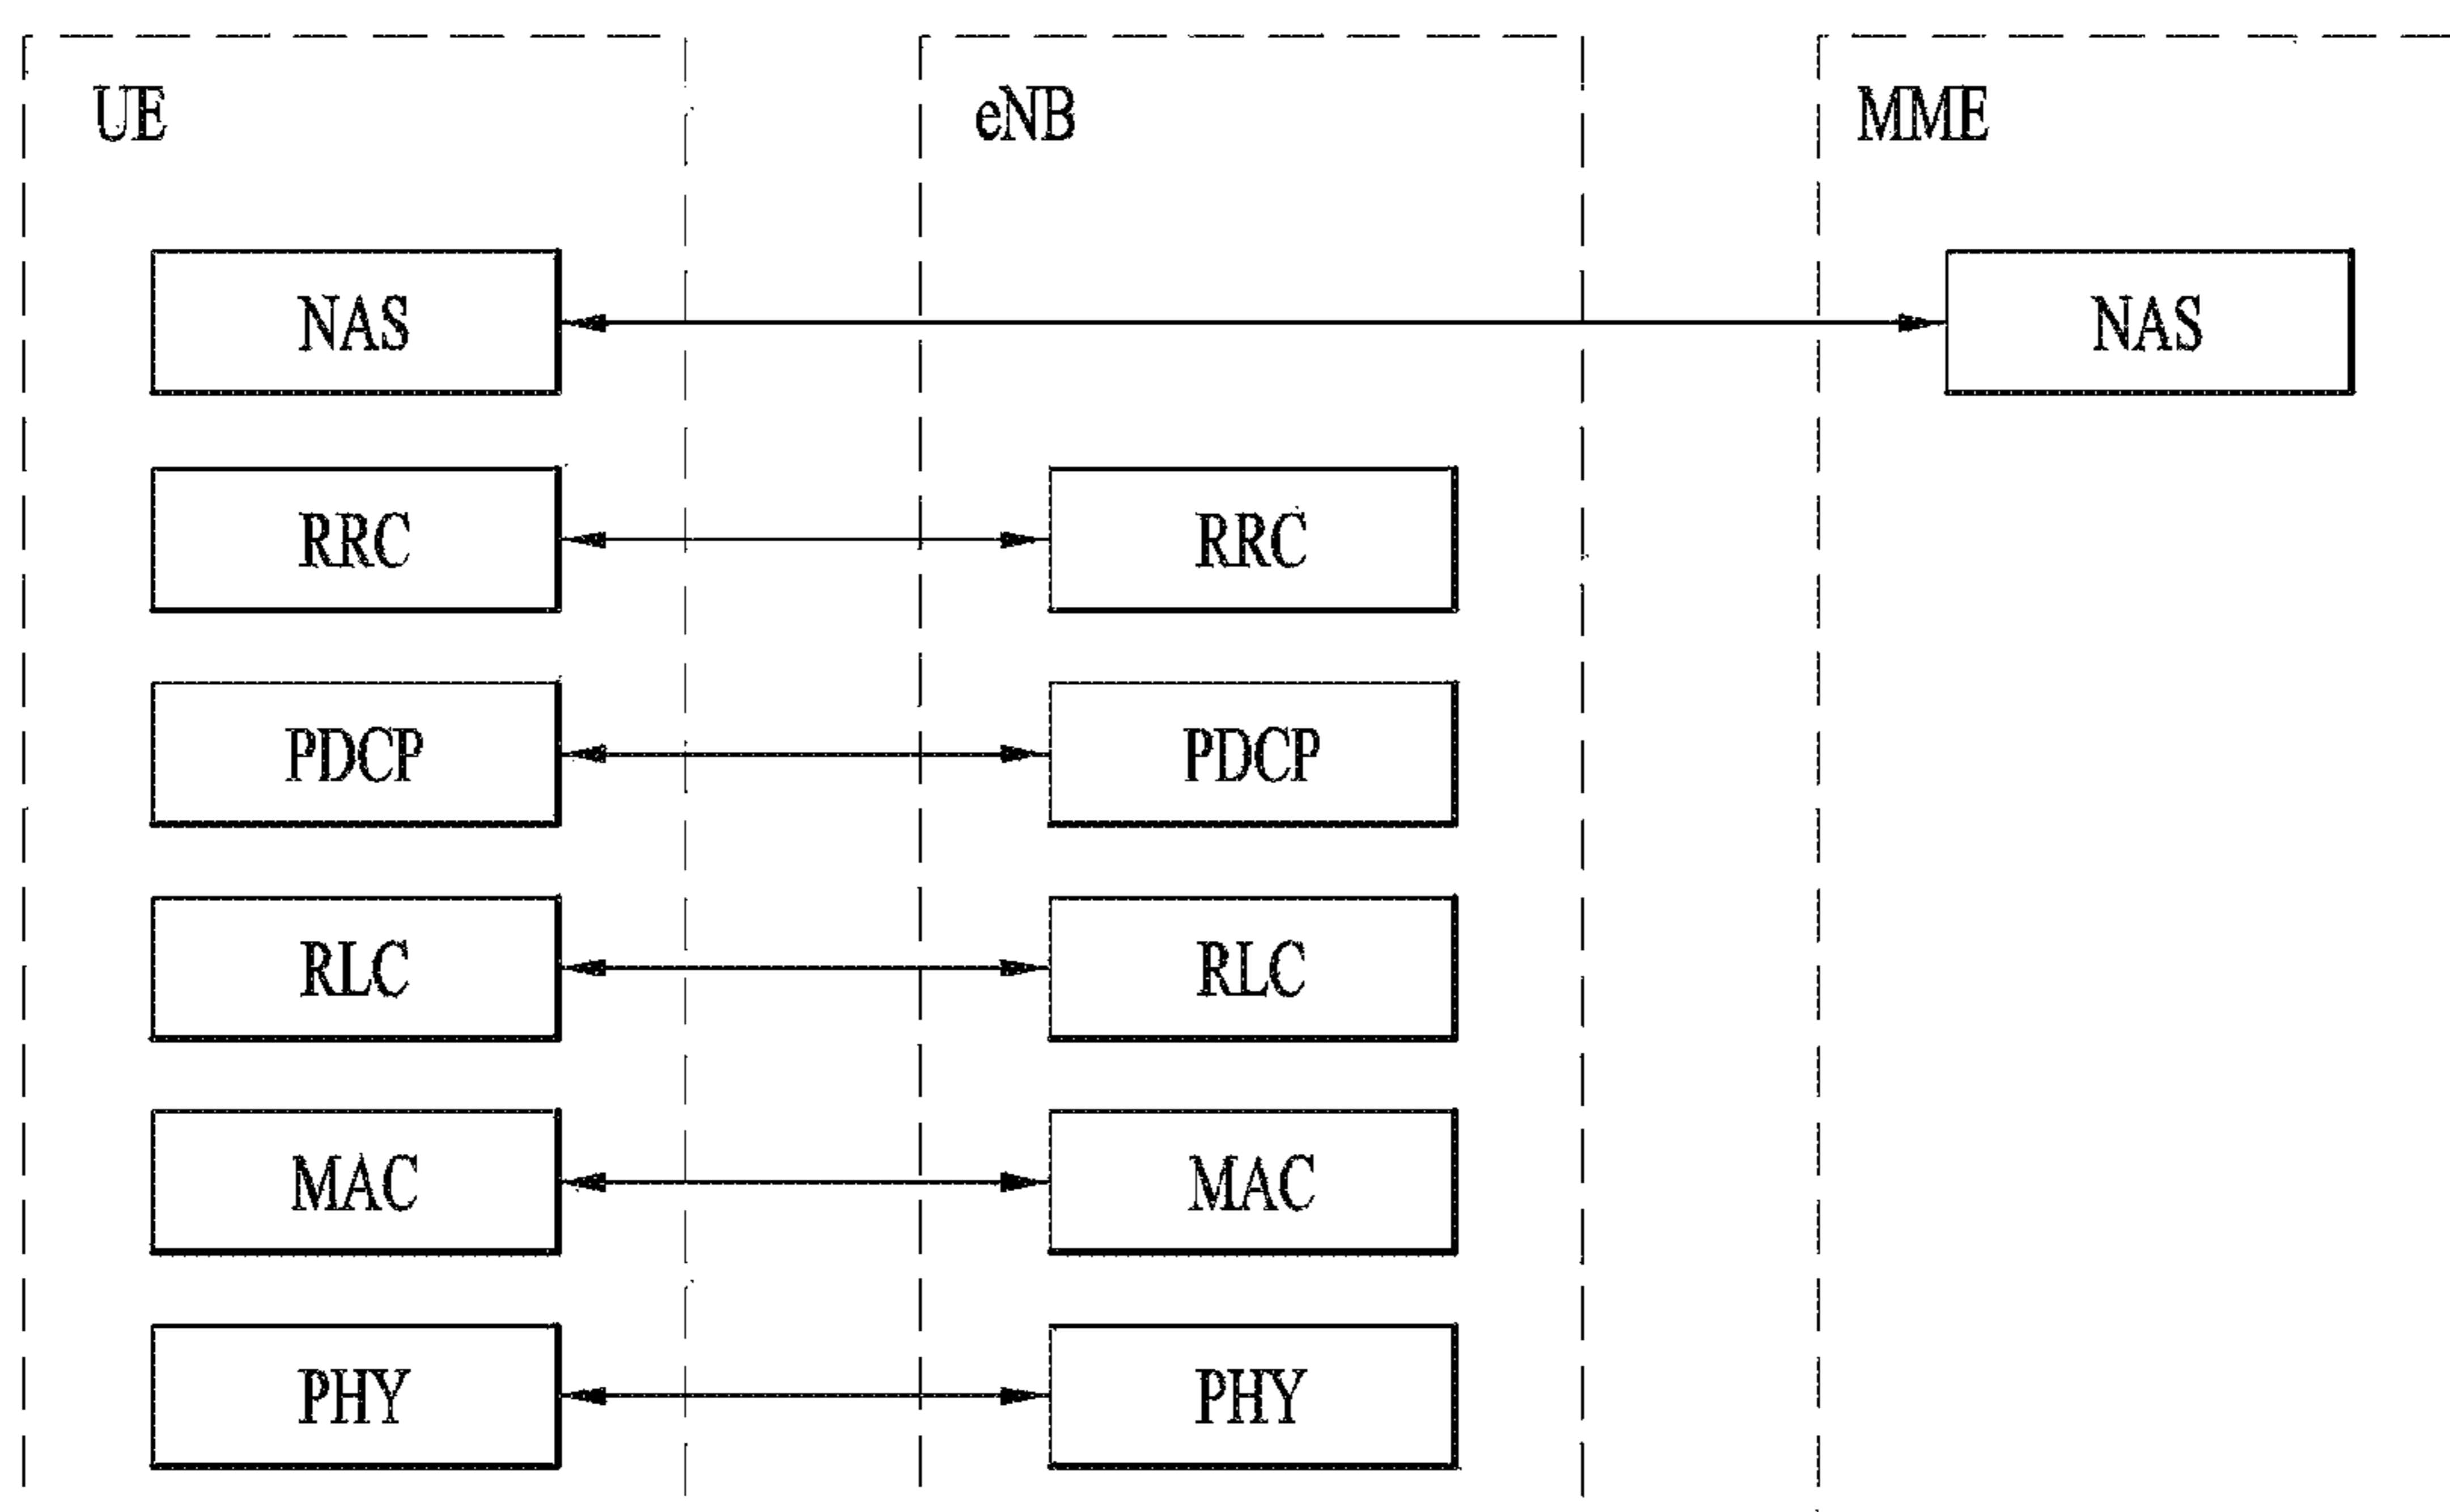 UE eNB MME
NAS NAS
RRC RRC
PDCP PDCP
RLC RLC
MAC MAC
PHY PHY